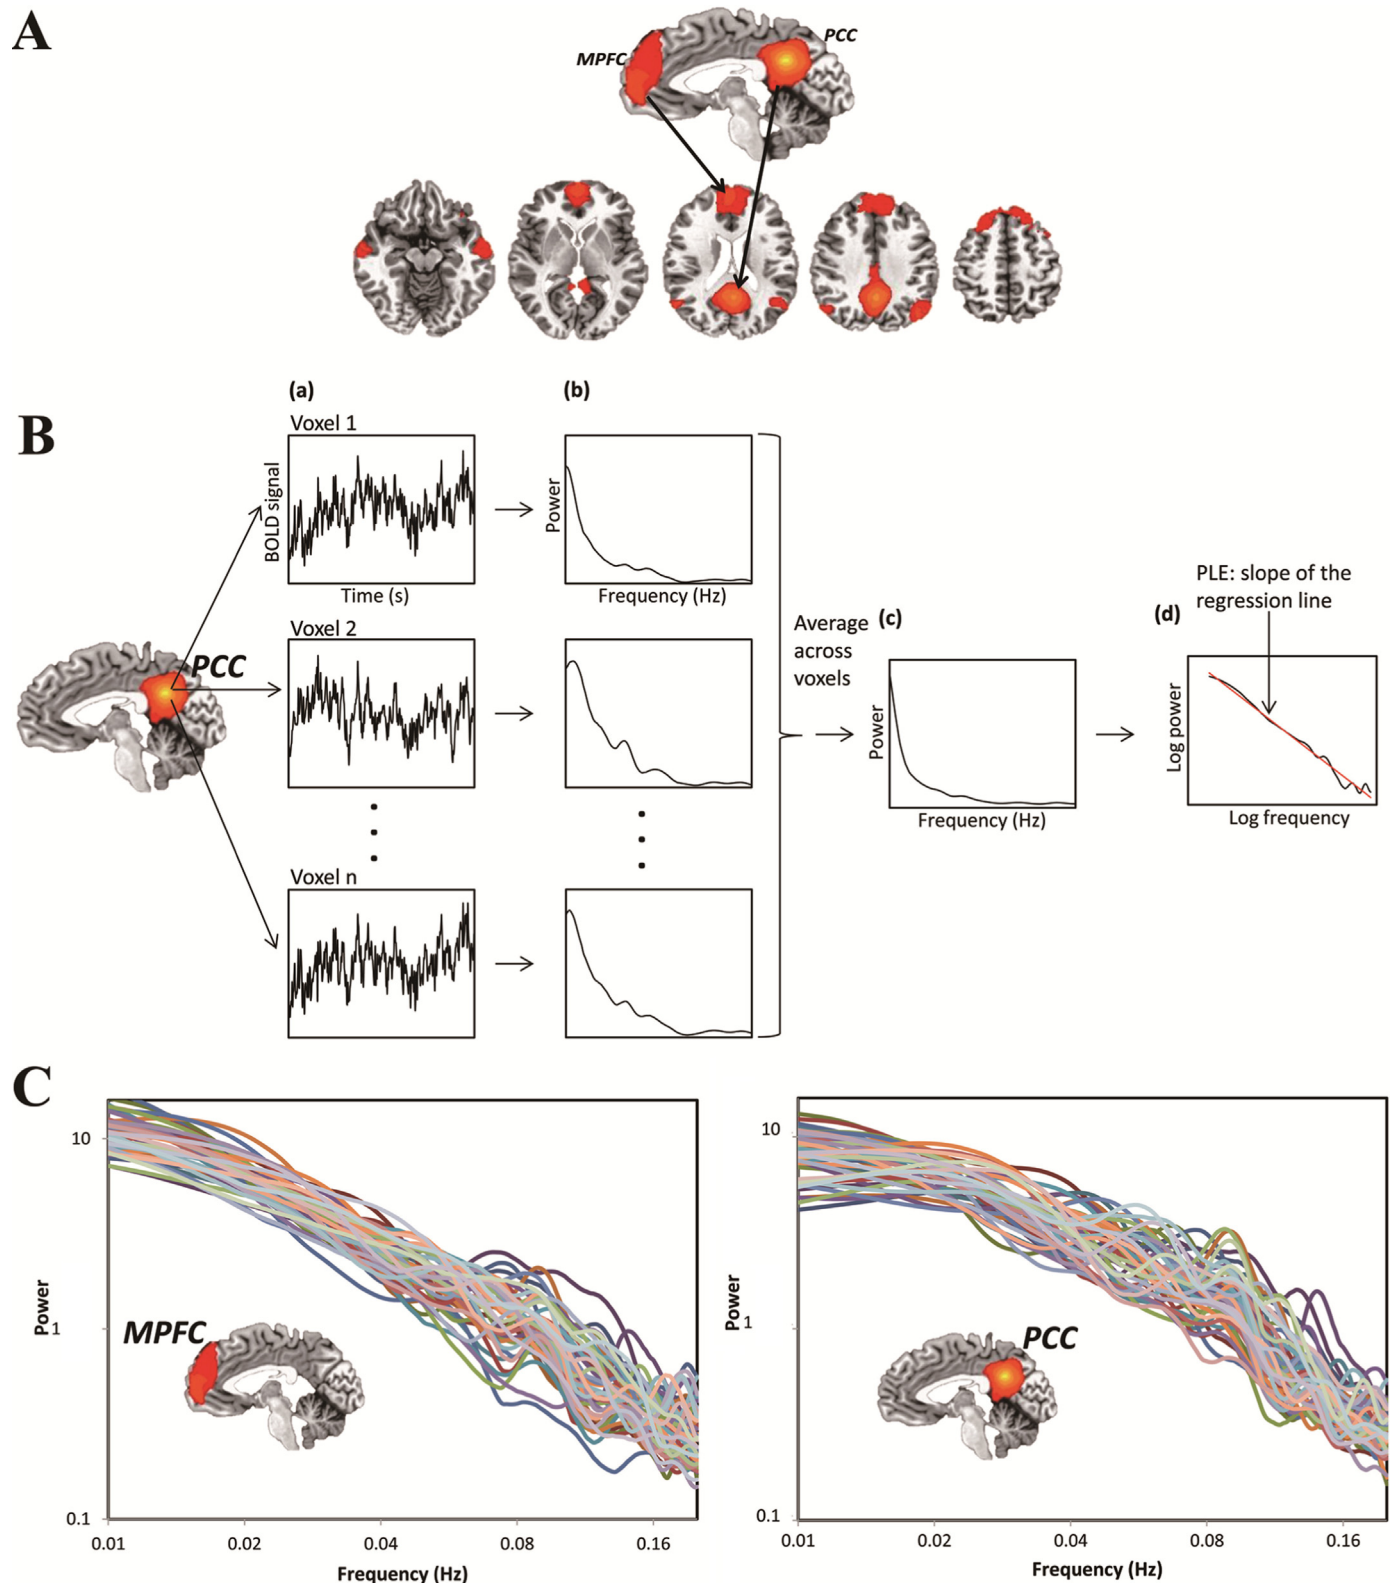 A
MPFC
PCC
B
(a)
(b)
Voxel 1
BOLD signal
Time (s)
Power
Frequency (Hz)
Voxel 2
PCC
Voxel n
Average
across
voxels
(c)
Power
Frequency (Hz)
PLE: slope of the
regression line
(d)
Log power
Log frequency
C
10
1
0.1
Power
MPFC
0.01
0.02
0.04
0.08
0.16
Frequency (Hz)
10
1
0.1
Power
PCC
0.01
0.02
0.04
0.08
0.16
Frequency (Hz)